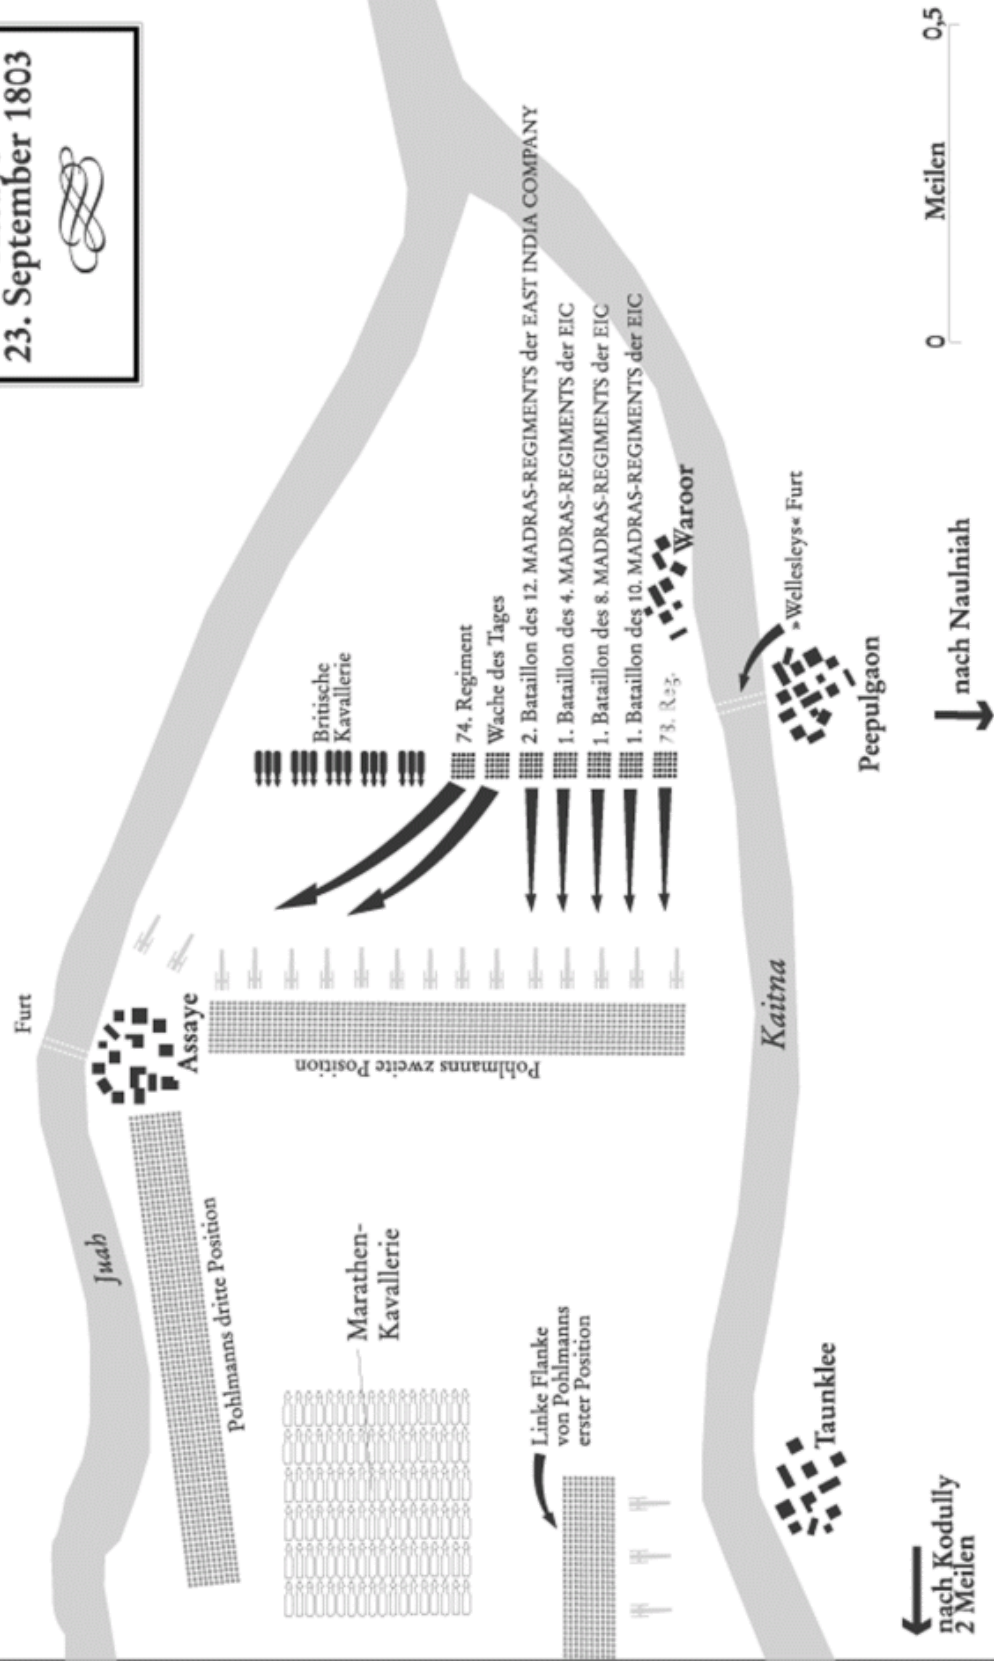 23. September 1803
Furt
Juah
Assaye
Pohlmanns dritte Position
Pohlmanns zweite Position
Marathen-
Kavallerie
Linke Flanke
von Pohlmanns
erster Position
Britische
Kavallerie
74. Regiment
Wache des Tages
2. Bataillon des 12. MADRAS-REGIMENTS der EAST INDIA COMPANY
1. Bataillon des 4. MADRAS-REGIMENTS der EIC
1. Bataillon des 8. MADRAS-REGIMENTS der EIC
1. Bataillon des 10. MADRAS-REGIMENTS der EIC
78. Reg.
Waroor
»Wellesleys« Furt
Peepulgaon
Kaitna
Taunklee
nach Kodully
2 Meilen
nach Naulniah
0 Meilen 0,5